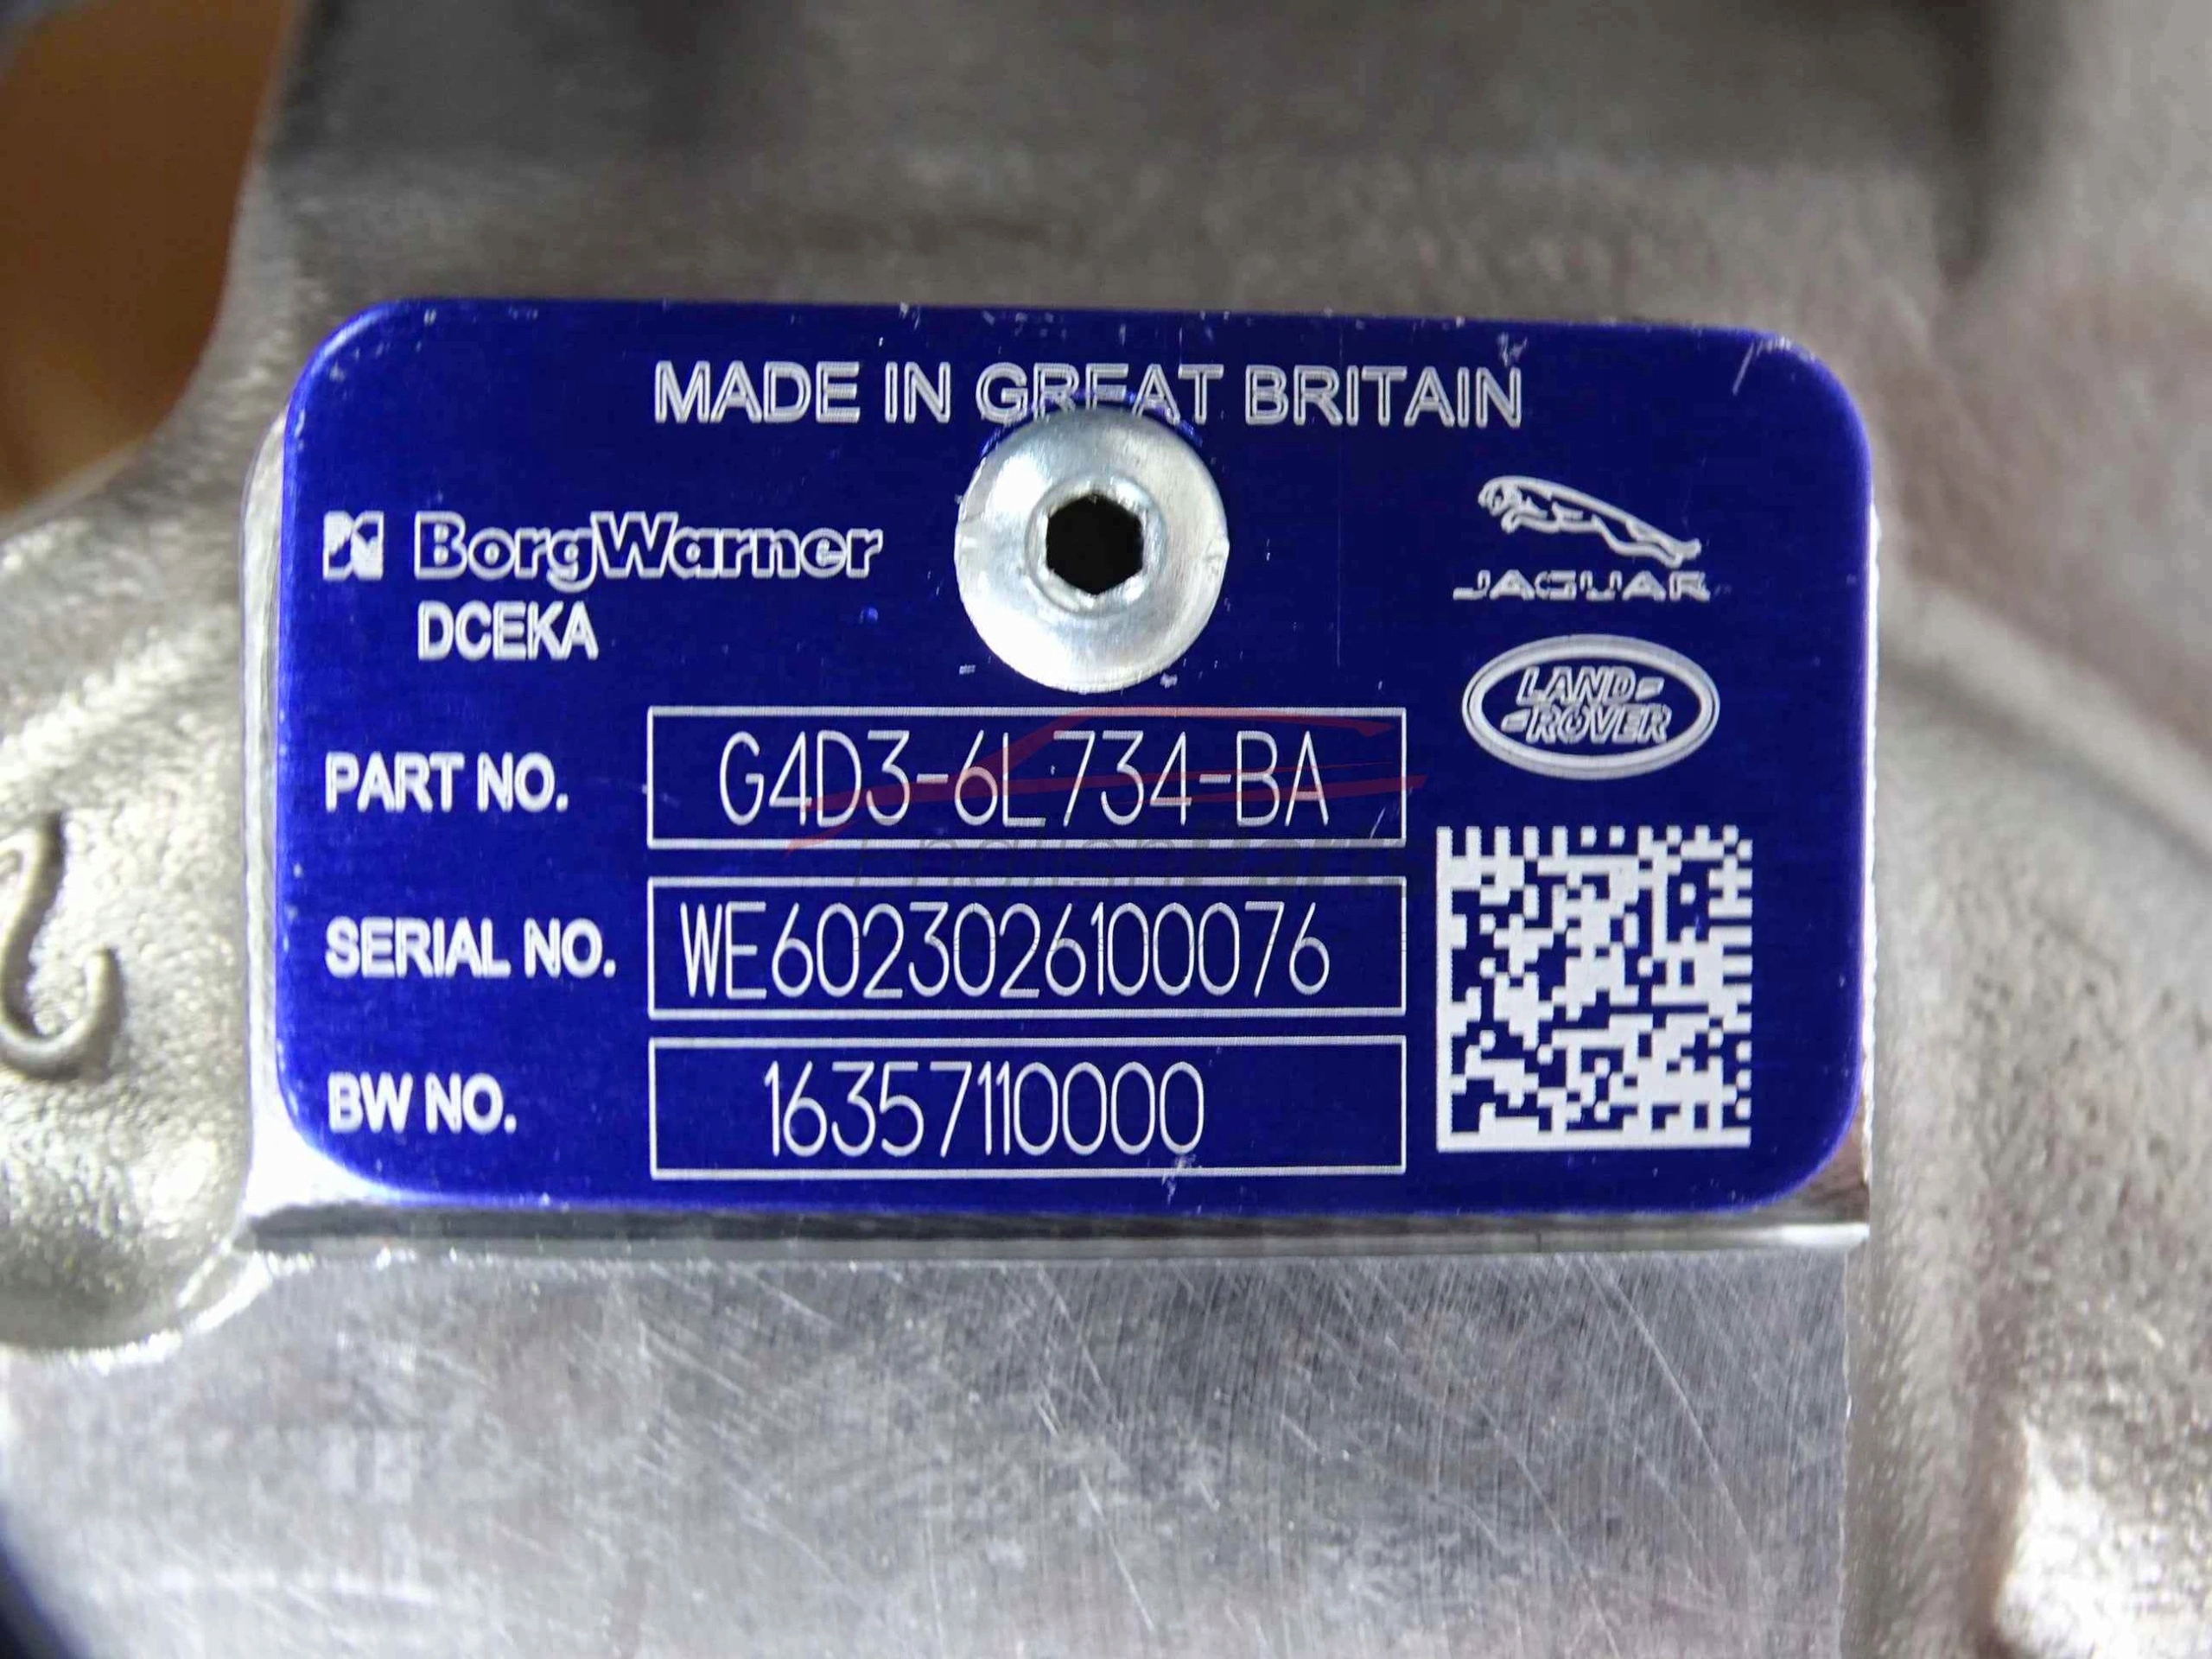 MADE IN GREAT BRITAIN
BorgWarner
DCEKA
JAGUAR
LAND-
-ROVER
PART NO. G4D3-6L734-BA
SERIAL NO. WE6023026100076
BW NO. 16357110000